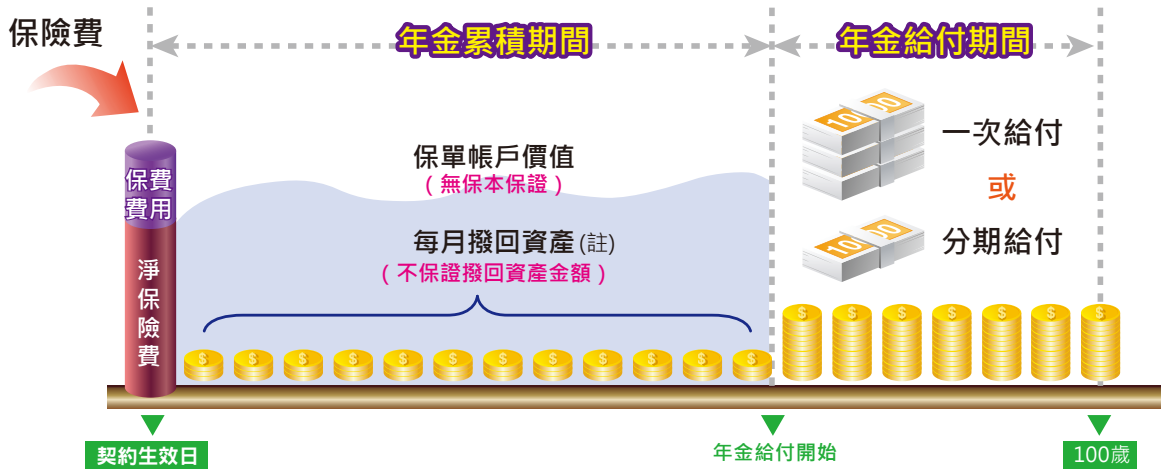 保險費
年金累積期間
年金給付期間
保費
費用
淨保險費
保單帳戶價值
(無保本保證)
每月撥回資產(註)
(不保證撥回資產金額)
一次給付
或
分期給付
契約生效日
年金給付開始
100歲